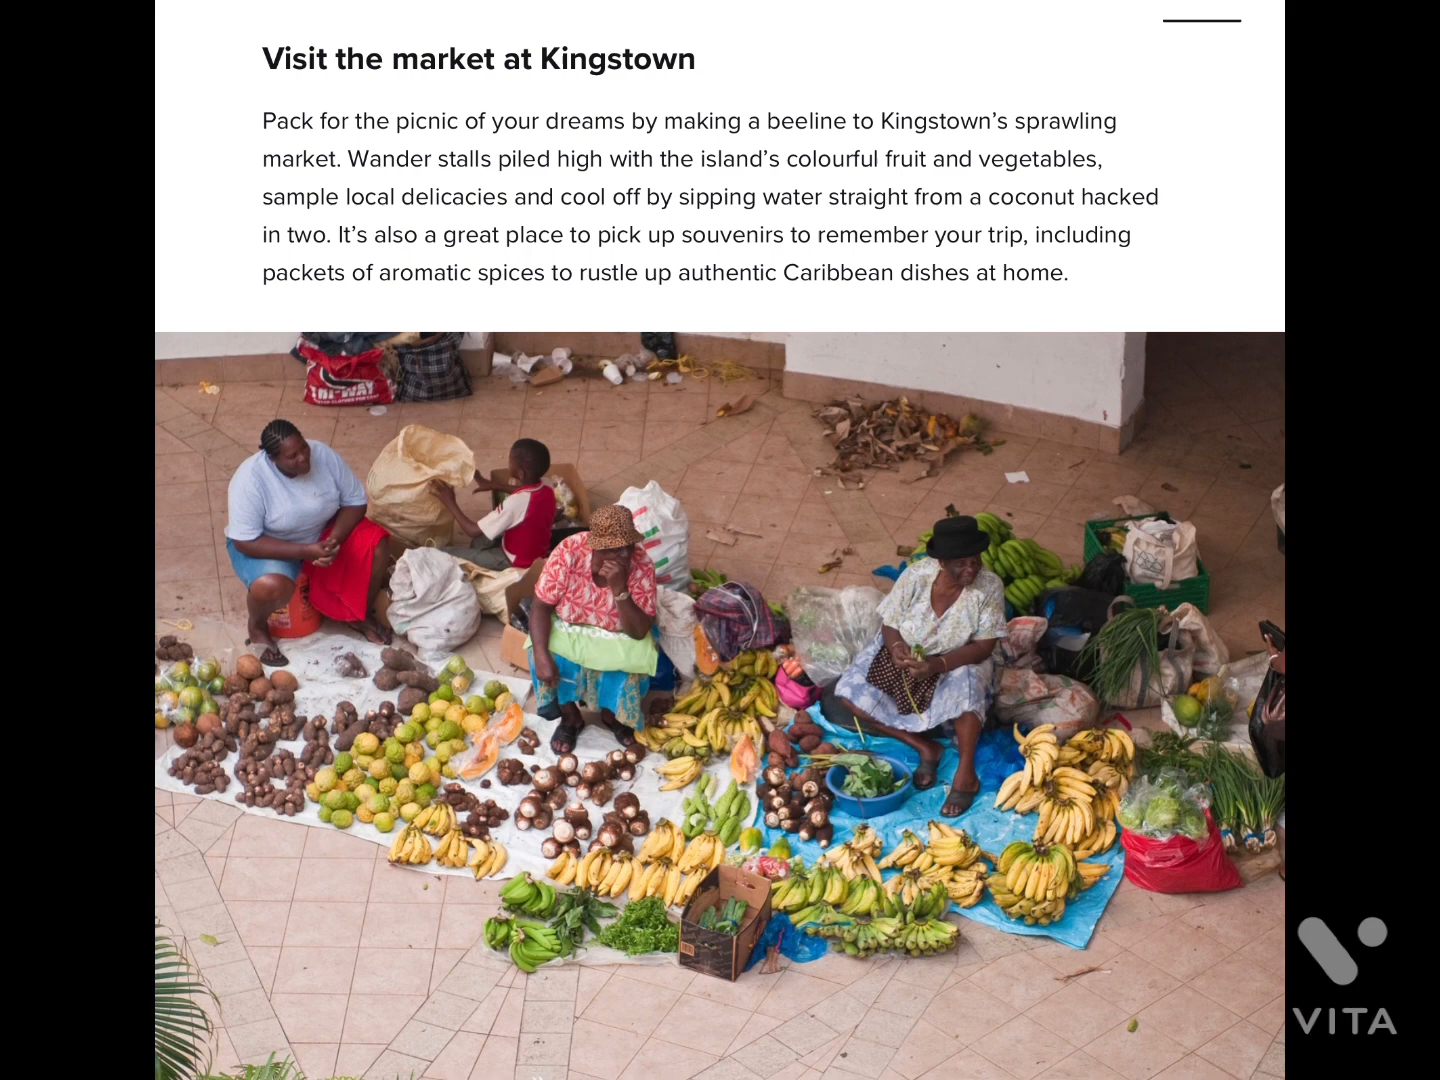 Visit the market at Kingstown
Pack for the picnic of your dreams by making a beeline to Kingstown’s sprawling
market. Wander stalls piled high with the island’s colourful fruit and vegetables,
sample local delicacies and cool off by sipping water straight from a coconut hacked
in two. It’s also a great place to pick up souvenirs to remember your trip, including
packets of aromatic spices to rustle up authentic Caribbean dishes at home.
TRI-WAY
VITA